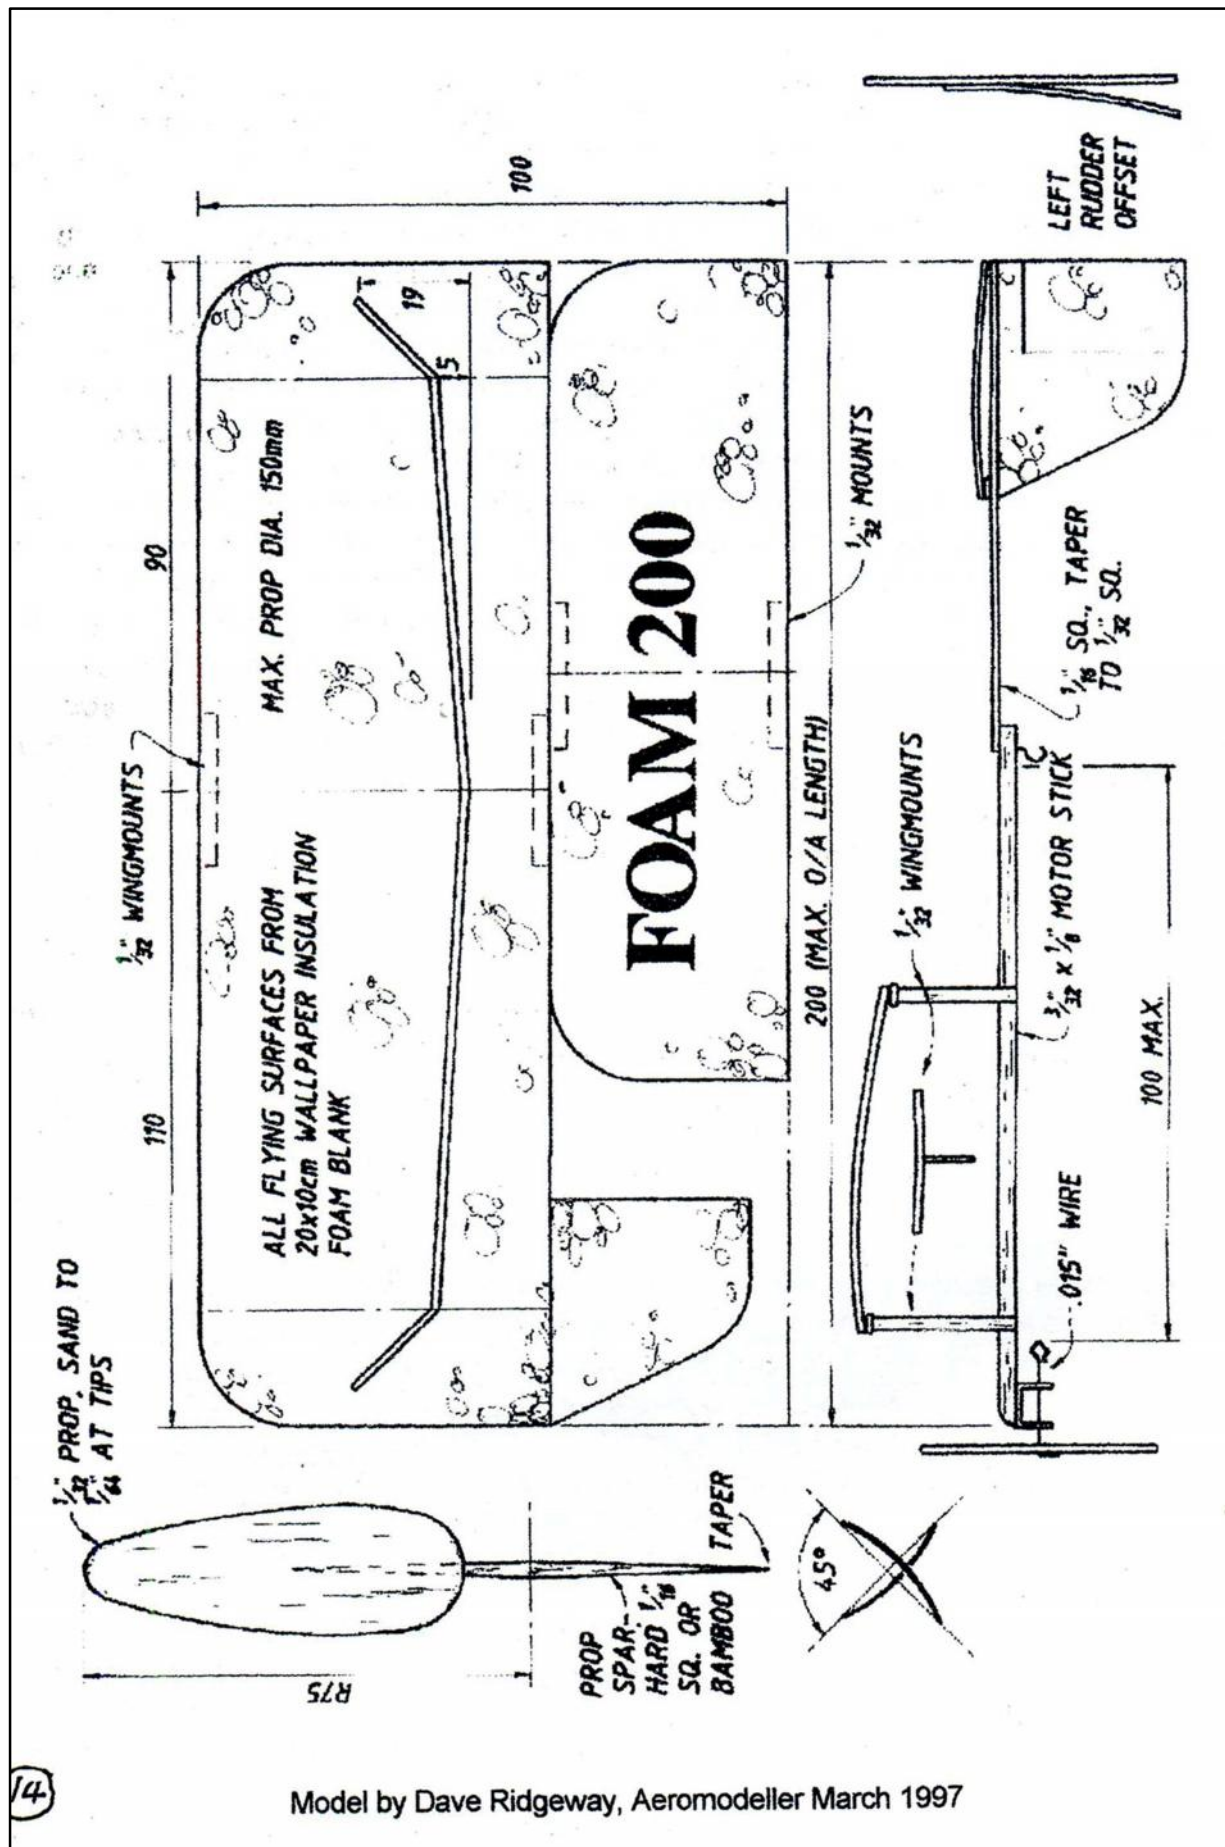 1/32" PROP, SAND TO
1/64" AT TIPS
R75
PROP
SPAR,
HARD 1/16"
SQ. OR
BAMBOO
TAPER
45°
1/32" WINGMOUNTS
110
90
100
ALL FLYING SURFACES FROM
20x10cm WALLPAPER INSULATION
FOAM BLANK
MAX. PROP DIA. 150mm
19
5
FOAM 200
1/32" MOUNTS
200 (MAX. O/A LENGTH)
1/32" WINGMOUNTS
.015" WIRE
3/32" x 1/8" MOTOR STICK
100 MAX.
1/16" SQ., TAPER
TO 1/32" SQ.
LEFT
RUDDER
OFFSET
14
Model by Dave Ridgeway, Aeromodeller March 1997